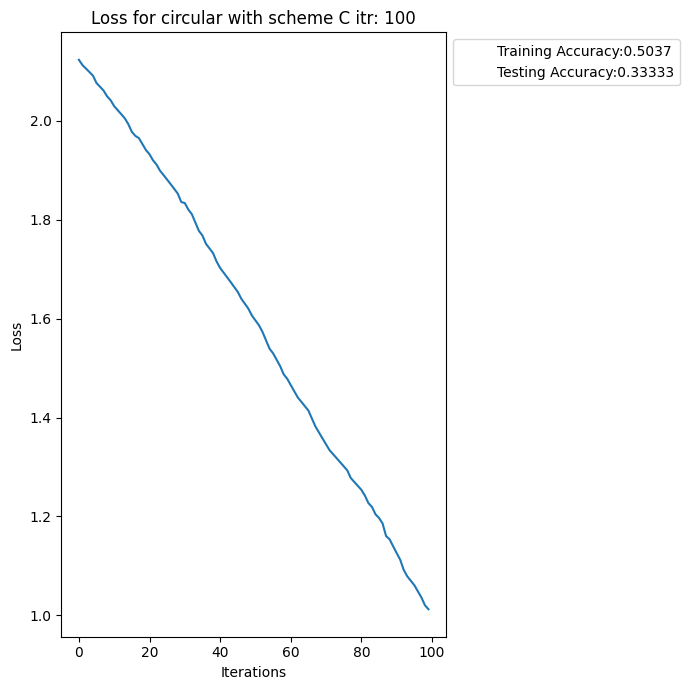 Loss for circular with scheme C itr: 100
Training Accuracy:0.5037
Testing Accuracy:0.33333
2.0
1.8
1.6
1.4
1.2
1.0
Loss
0 20 40 60 80 100
Iterations